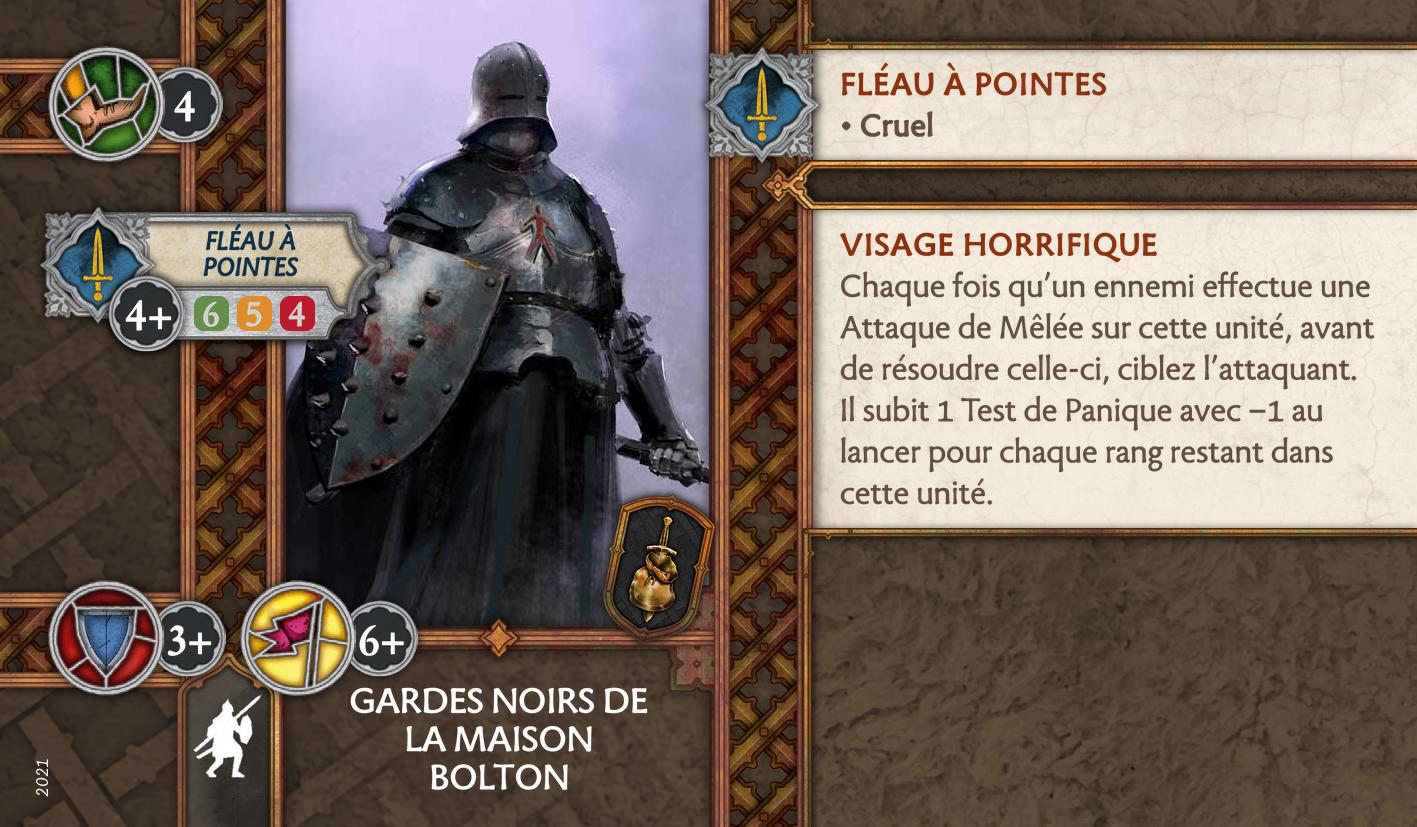 4
FLÉAU À
POINTES
4+
6 5 4
3+
6+
GARDES NOIRS DE
LA MAISON
BOLTON
2021
FLÉAU À POINTES
• Cruel
VISAGE HORRIFIQUE
Chaque fois qu’un ennemi effectue une
Attaque de Mêlée sur cette unité, avant
de résoudre celle-ci, ciblez l’attaquant.
Il subit 1 Test de Panique avec –1 au
lancer pour chaque rang restant dans
cette unité.